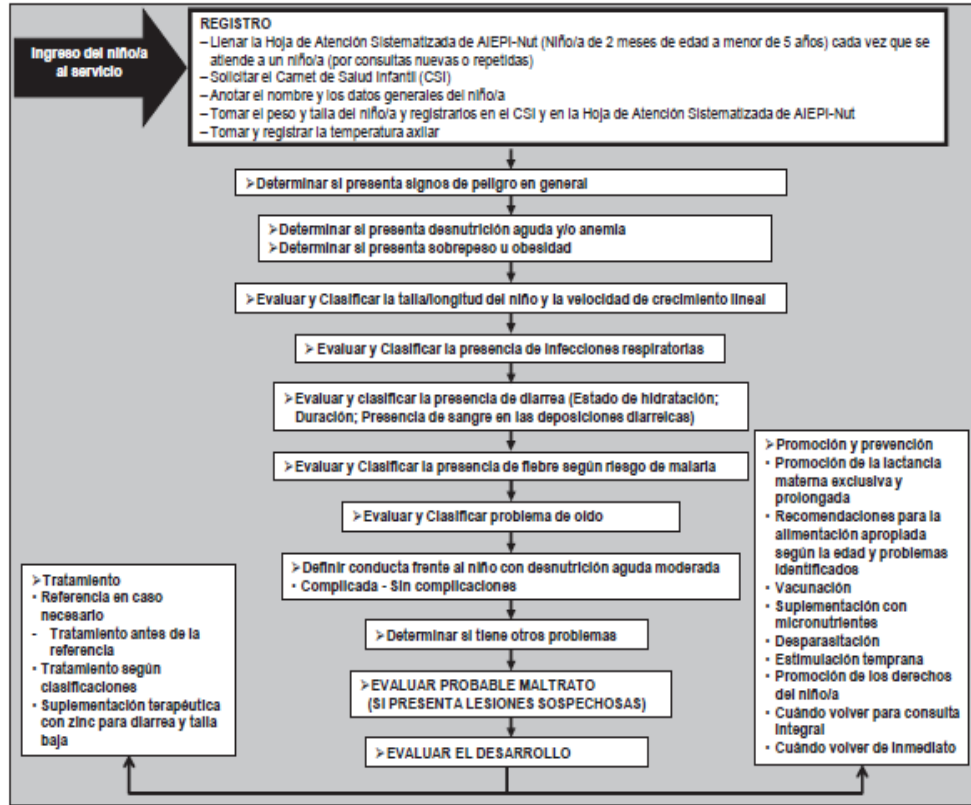 Ingreso del niño/a
al servicio
REGISTRO
– Llenar la Hoja de Atención Sistematizada de AIEPI-Nut (Niño/a de 2 meses de edad a menor de 5 años) cada vez que se
atiende a un niño/a (por consultas nuevas o repetidas)
– Solicitar el Carnet de Salud Infantil (CSI)
– Anotar el nombre y los datos generales del niño/a
– Tomar el peso y talla del niño/a y registrarlos en el CSI y en la Hoja de Atención Sistematizada de AIEPI-Nut
– Tomar y registrar la temperatura axilar
➢Determinar si presenta signos de peligro en general
➢Determinar si presenta desnutrición aguda y/o anemia
➢Determinar si presenta sobrepeso u obesidad
➢Evaluar y Clasificar la talla/longitud del niño y la velocidad de crecimiento lineal
➢Evaluar y Clasificar la presencia de infecciones respiratorias
➢Evaluar y clasificar la presencia de diarrea (Estado de hidratación;
Duración; Presencia de sangre en las deposiciones diarreicas)
➢Evaluar y Clasificar la presencia de fiebre según riesgo de malaria
➢Evaluar y Clasificar problema de oído
➢Definir conducta frente al niño con desnutrición aguda moderada
▪ Complicada - Sin complicaciones
➢Determinar si tiene otros problemas
➢EVALUAR PROBABLE MALTRATO
(SI PRESENTA LESIONES SOSPECHOSAS)
➢EVALUAR EL DESARROLLO
➢Tratamiento
▪ Referencia en caso
necesario
- Tratamiento antes de la
referencia
▪ Tratamiento según
clasificaciones
▪ Suplementación terapéutica
con zinc para diarrea y talla
baja
➢Promoción y prevención
▪ Promoción de la lactancia
materna exclusiva y
prolongada
▪ Recomendaciones para la
alimentación apropiada
según la edad y problemas
identificados
▪ Vacunación
▪ Suplementación con
micronutrientes
▪ Desparasitación
▪ Estimulación temprana
▪ Promoción de los derechos
del niño/a
▪ Cuándo volver para consulta
integral
▪ Cuándo volver de inmediato